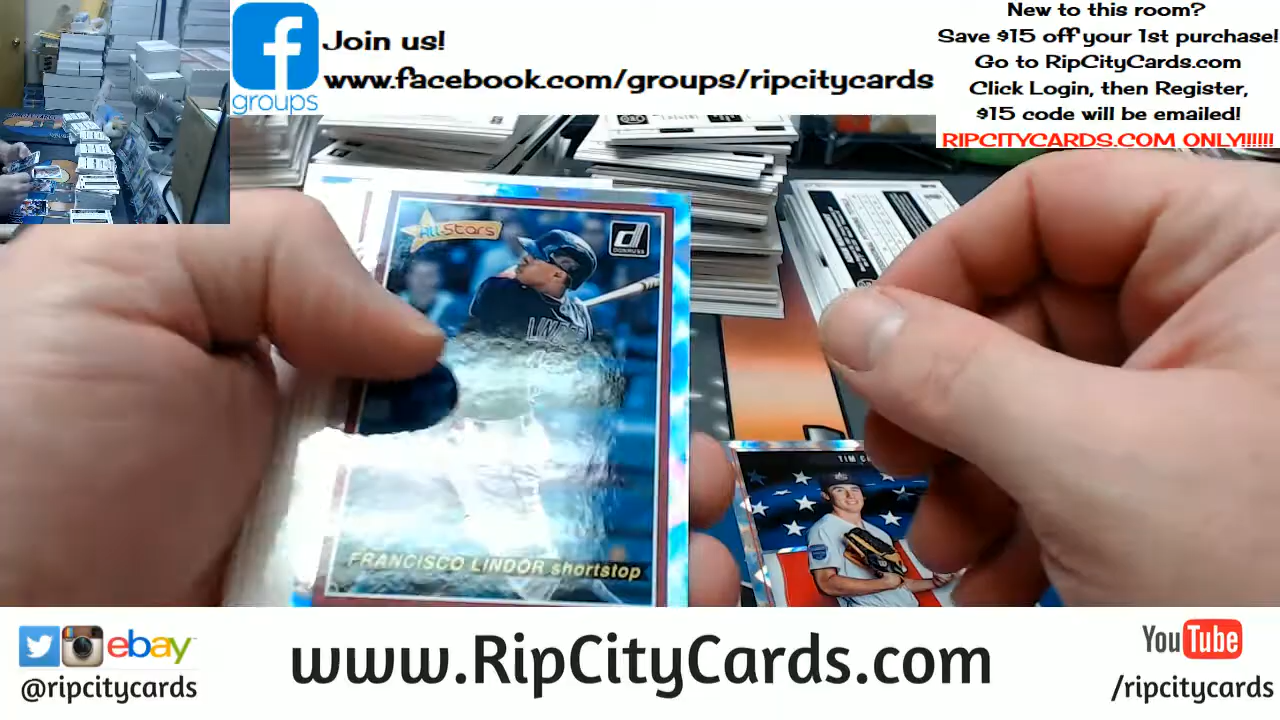 Join us!
www.facebook.com/groups/ripcitycards
groups
New to this room?
Save $15 off your 1st purchase!
Go to RipCityCards.com
Click Login, then Register,
$15 code will be emailed!
RIPCITYCARDS.COM ONLY!!!!!!
All-Stars
d
DONRUSS
FRANCISCO LINDOR shortstop
TIM
ebay
@ripcitycards
www.RipCityCards.com
YouTube
/ripcitycards